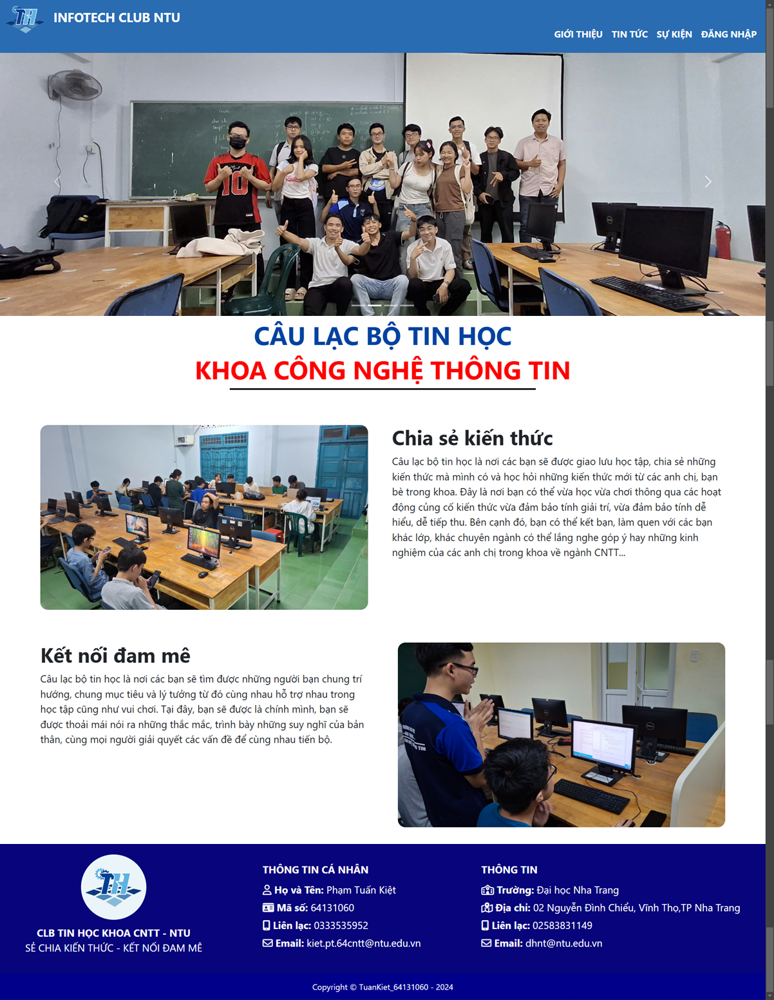 TH
INFOTECH CLUB NTU
GIỚI THIỆU TIN TỨC SỰ KIỆN ĐĂNG NHẬP
10
CÂU LẠC BỘ TIN HỌC
KHOA CÔNG NGHỆ THÔNG TIN
Chia sẻ kiến thức
Câu lạc bộ tin học là nơi các bạn sẽ được giao lưu học tập, chia sẻ những
kiến thức mà mình có và học hỏi những kiến thức mới từ các anh chị, bạn
bè trong khoa. Đây là nơi bạn có thể vừa học vừa chơi thông qua các hoạt
động củng cố kiến thức vừa đảm bảo tính giải trí, vừa đảm bảo tính dễ
hiểu, dễ tiếp thu. Bên cạnh đó, bạn có thể kết bạn, làm quen với các bạn
khác lớp, khác chuyên ngành có thể lắng nghe góp ý hay những kinh
nghiệm của các anh chị trong khoa về ngành CNTT...
Kết nối đam mê
Câu lạc bộ tin học là nơi các bạn sẽ tìm được những người bạn chung trí
hướng, chung mục tiêu và lý tưởng từ đó cùng nhau hỗ trợ nhau trong
học tập cũng như vui chơi. Tại đây, bạn sẽ được là chính mình, bạn sẽ
được thoải mái nói ra những thắc mắc, trình bày những suy nghĩ của bản
thân, cùng mọi người giải quyết các vấn đề để cùng nhau tiến bộ.
TH
CLB TIN HỌC KHOA CNTT - NTU
SẺ CHIA KIẾN THỨC - KẾT NỐI ĐAM MÊ
THÔNG TIN CÁ NHÂN
Họ và Tên: Phạm Tuấn Kiệt
Mã số: 64131060
Liên lạc: 0333535952
Email: kiet.pt.64cntt@ntu.edu.vn
THÔNG TIN
Trường: Đại học Nha Trang
Địa chỉ: 02 Nguyễn Đình Chiểu, Vĩnh Thọ,TP Nha Trang
Liên lạc: 02583831149
Email: dhnt@ntu.edu.vn
Copyright © TuanKiet_64131060 - 2024